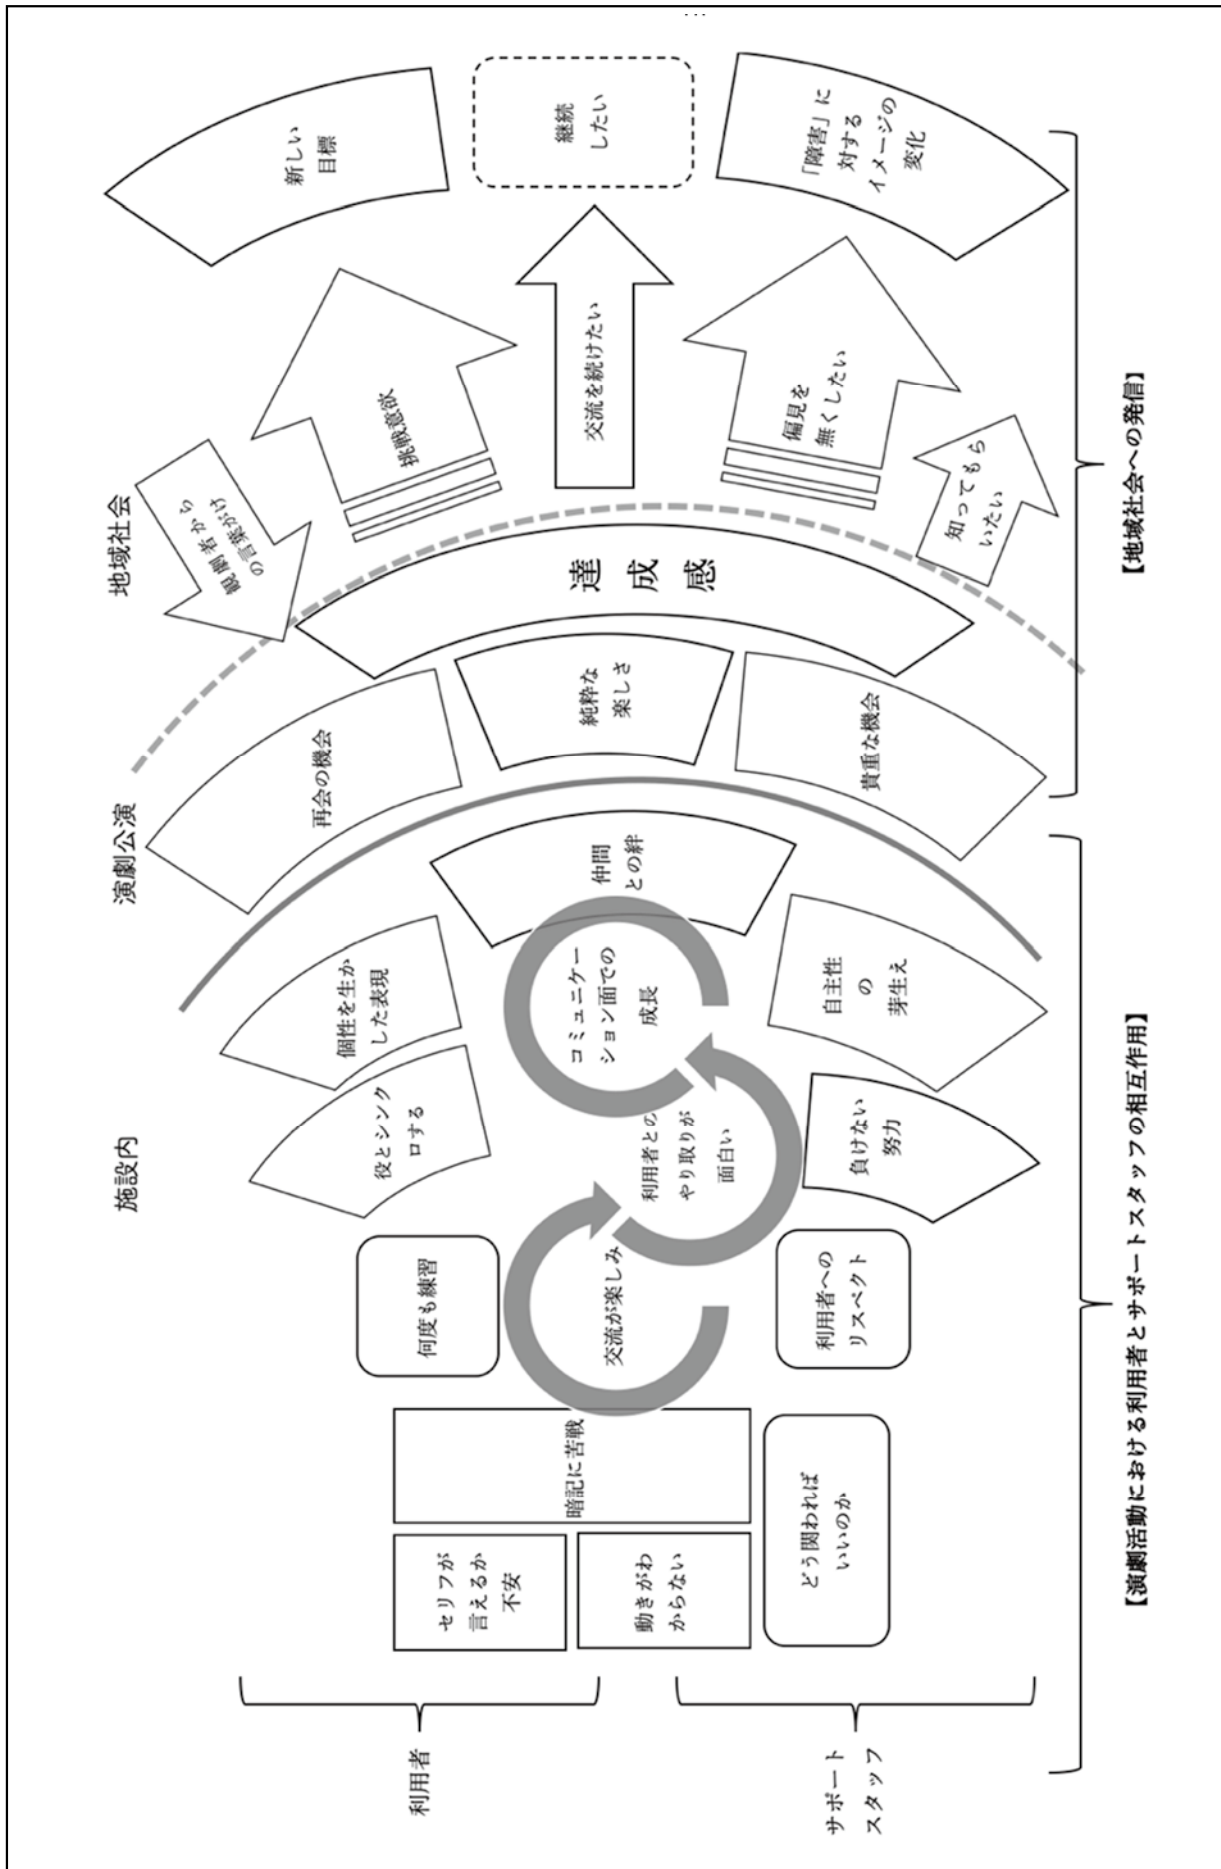 …
施設内
演劇公演
地域社会
利用者
サポート
スタッフ
セリフが
言えるか
不安
動きがわ
からない
暗記に苦戦
どう関われば
いいのか
何度も練習
交流が楽しみ
利用者への
リスペクト
役とシンク
ロする
利用者との
やり取りが
面白い
負けない
努力
個性を生か
した表現
コミュニケー
ション面での
成長
自主性
の
芽生え
仲間
との絆
再会の機会
純粋な
楽しさ
貴重な機会
達成感
観劇者から
の言葉がけ
挑戦意欲
交流を続けたい
偏見を
無くしたい
知ってもら
いたい
新しい
目標
継続
したい
「障害」に
対する
イメージの
変化
【演劇活動における利用者とサポートスタッフの相互作用】
【地域社会への発信】